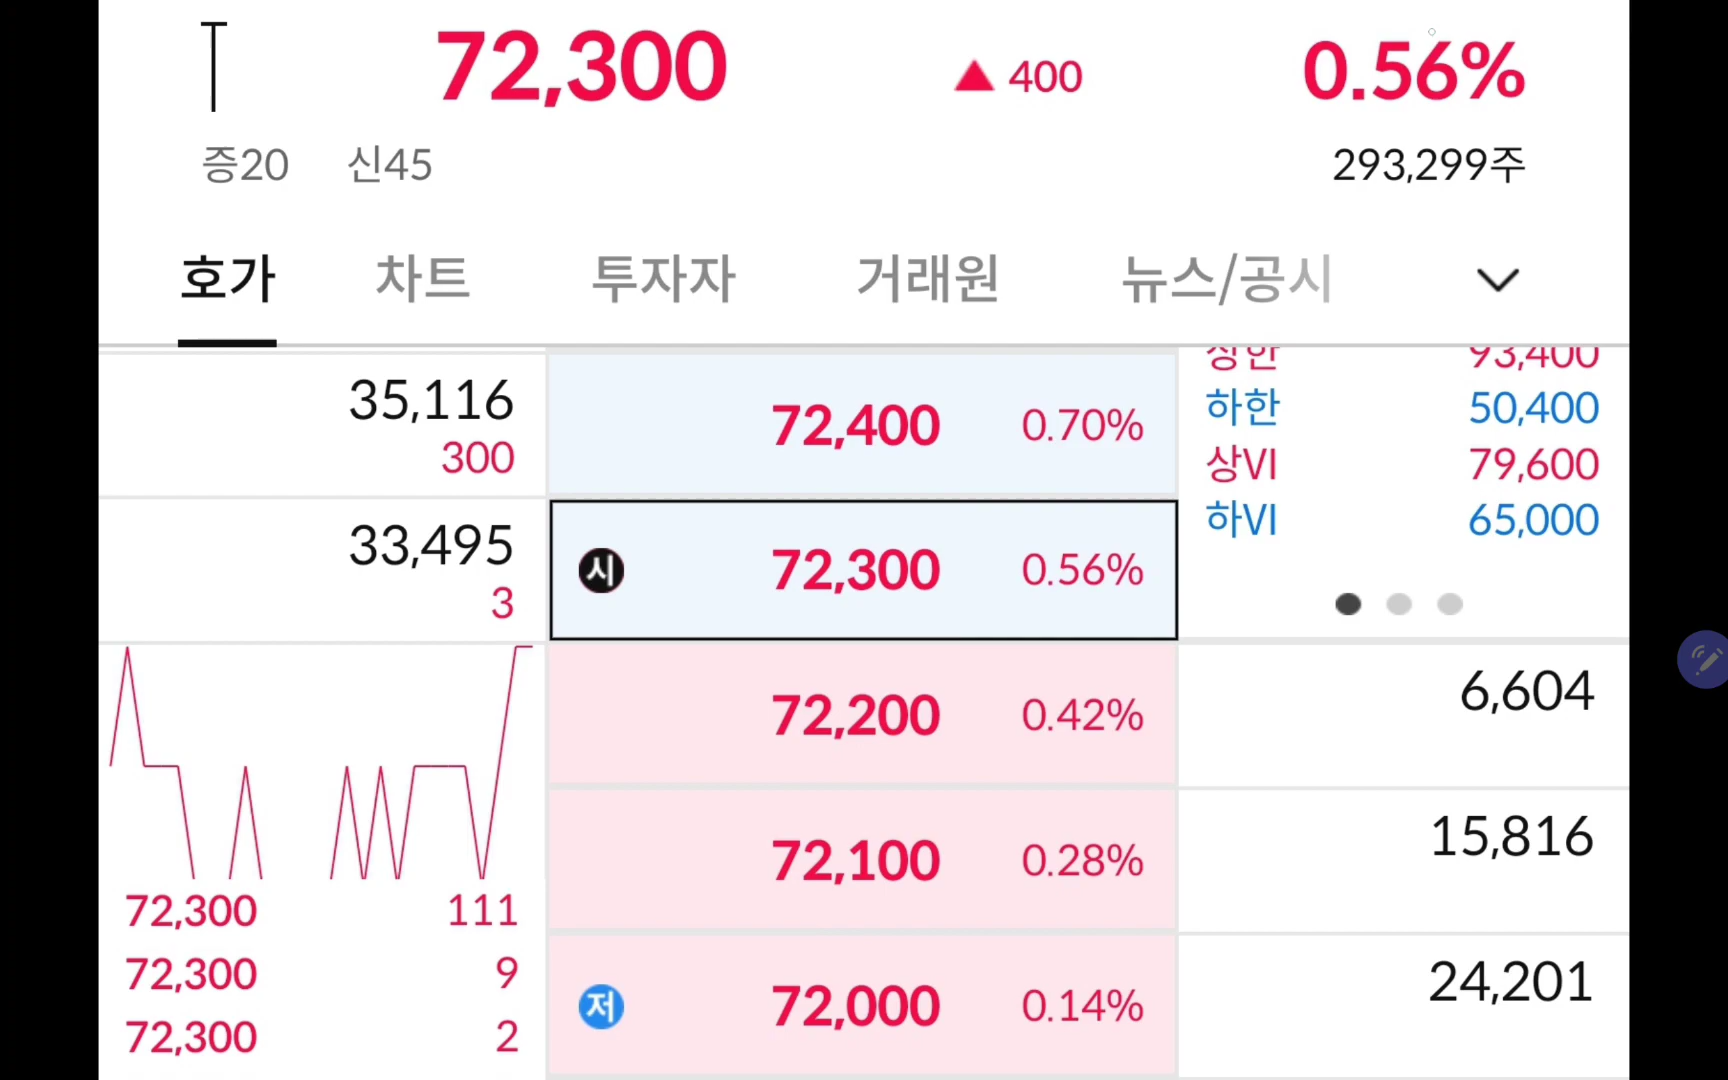 72,300 ▲ 400 0.56%
증20 신45 293,299주
호가 차트 투자자 거래원 뉴스/공시
상한 93,400
35,116 72,400 0.70% 하한 50,400
300 상VI 79,600
33,495 시 72,300 0.56% 하VI 65,000
3
72,200 0.42% 6,604
72,100 0.28% 15,816
72,300 111
72,300 9 저 72,000 0.14% 24,201
72,300 2